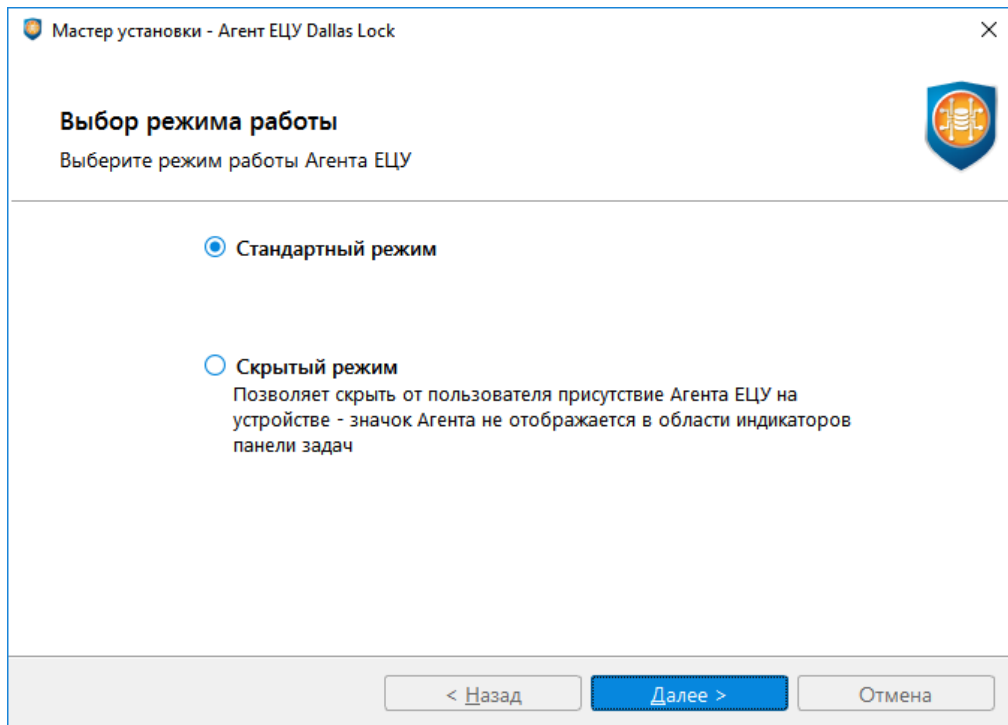 Мастер установки - Агент ЕЦУ Dallas Lock
Выбор режима работы
Выберите режим работы Агента ЕЦУ
Стандартный режим
Скрытый режим
Позволяет скрыть от пользователя присутствие Агента ЕЦУ на
устройстве - значок Агента не отображается в области индикаторов
панели задач
< Назад
Далее >
Отмена